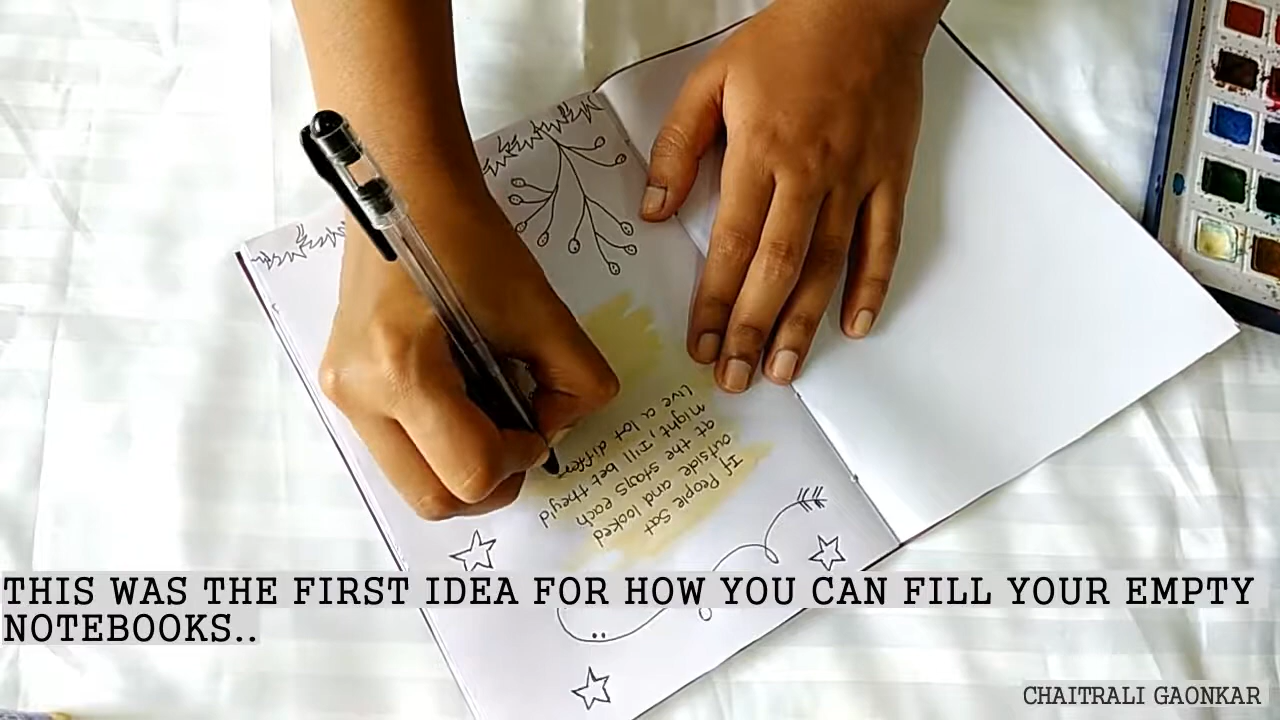 If People Sat
outside and looked
at the stars each
night, I'll bet they'd
live a lot differen
THIS WAS THE FIRST IDEA FOR HOW YOU CAN FILL YOUR EMPTY
NOTEBOOKS..
CHAITRALI GAONKAR